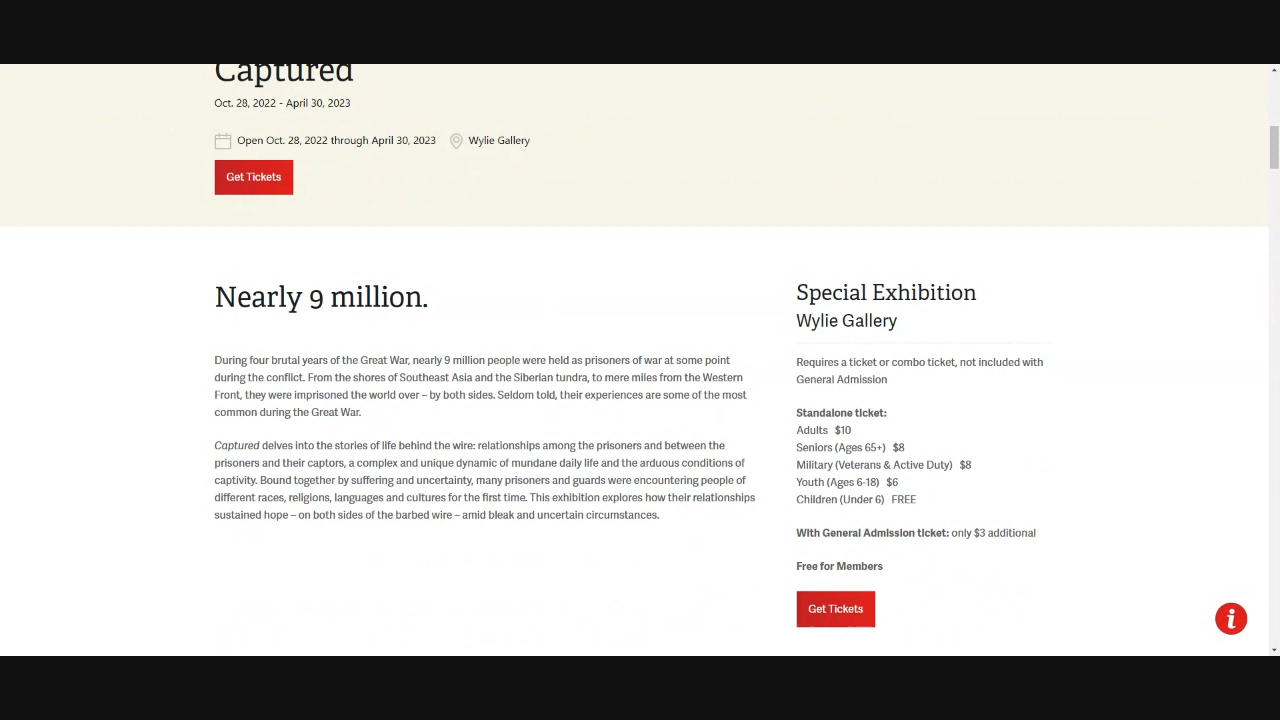 Captured
Oct. 28, 2022 - April 30, 2023
Open Oct. 28, 2022 through April 30, 2023
Wylie Gallery
Get Tickets
Nearly 9 million.
During four brutal years of the Great War, nearly 9 million people were held as prisoners of war at some point
during the conflict. From the shores of Southeast Asia and the Siberian tundra, to mere miles from the Western
Front, they were imprisoned the world over – by both sides. Seldom told, their experiences are some of the most
common during the Great War.
Captured delves into the stories of life behind the wire: relationships among the prisoners and between the
prisoners and their captors, a complex and unique dynamic of mundane daily life and the arduous conditions of
captivity. Bound together by suffering and uncertainty, many prisoners and guards were encountering people of
different races, religions, languages and cultures for the first time. This exhibition explores how their relationships
sustained hope – on both sides of the barbed wire – amid bleak and uncertain circumstances.
Special Exhibition
Wylie Gallery
Requires a ticket or combo ticket, not included with
General Admission
Standalone ticket:
Adults $10
Seniors (Ages 65+) $8
Military (Veterans & Active Duty) $8
Youth (Ages 6-18) $6
Children (Under 6) FREE
With General Admission ticket: only $3 additional
Free for Members
Get Tickets
i